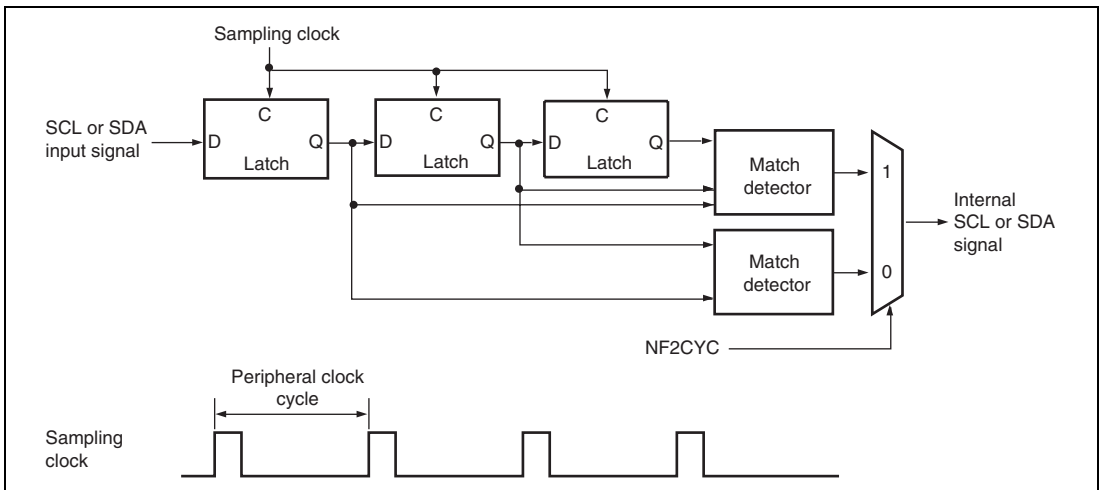 Sampling clock
SCL or SDA
input signal
C
D
Q
Latch
C
D
Q
Latch
C
D
Q
Latch
Match
detector
Match
detector
1
0
Internal
SCL or SDA
signal
NF2CYC
Peripheral clock
cycle
Sampling
clock